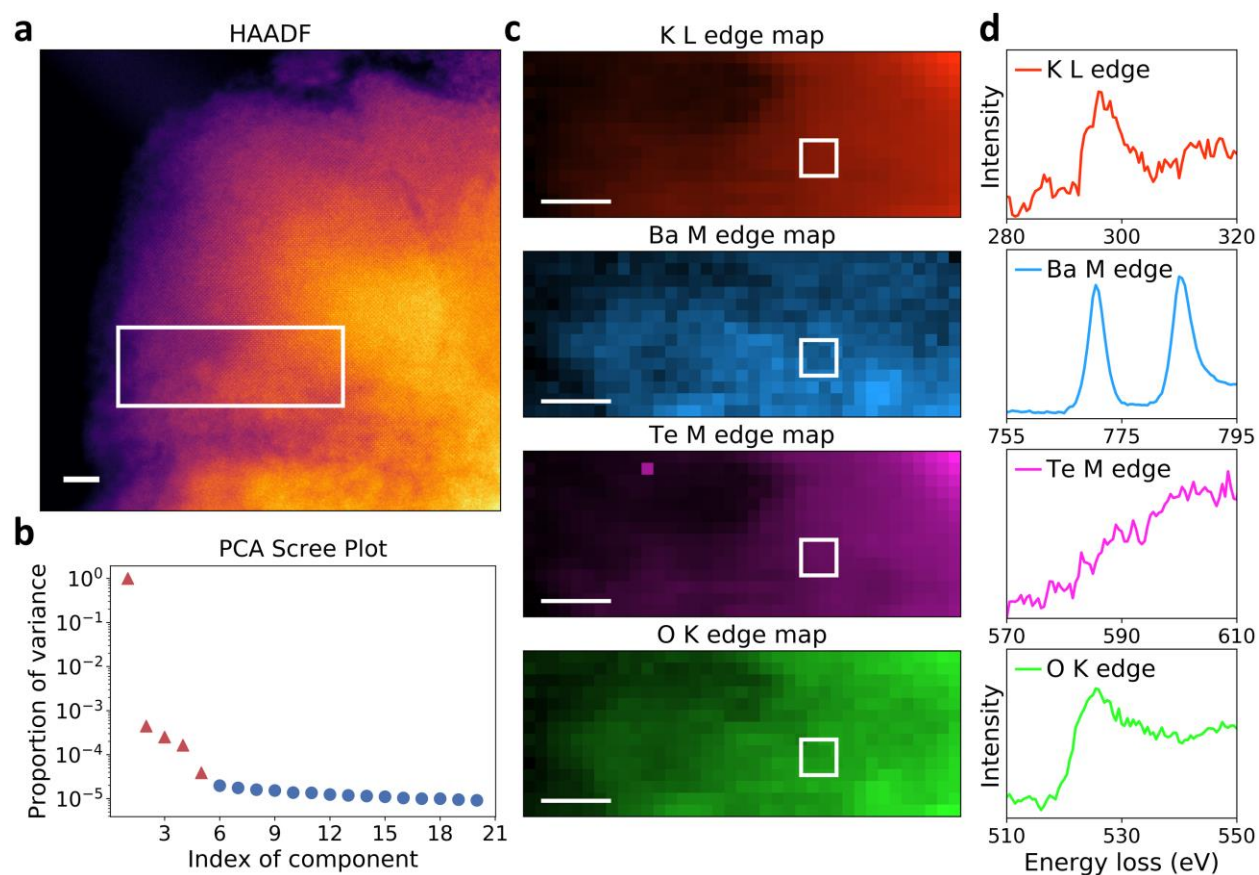 a
HAADF
b
PCA Scree Plot
Proportion of variance
10⁰
10⁻¹
10⁻²
10⁻³
10⁻⁴
10⁻⁵
3 6 9 12 15 18 21
Index of component
c
K L edge map
Ba M edge map
Te M edge map
O K edge map
d
Intensity
K L edge
280 300 320
Ba M edge
755 775 795
Te M edge
570 590 610
Intensity
O K edge
510 530 550
Energy loss (eV)